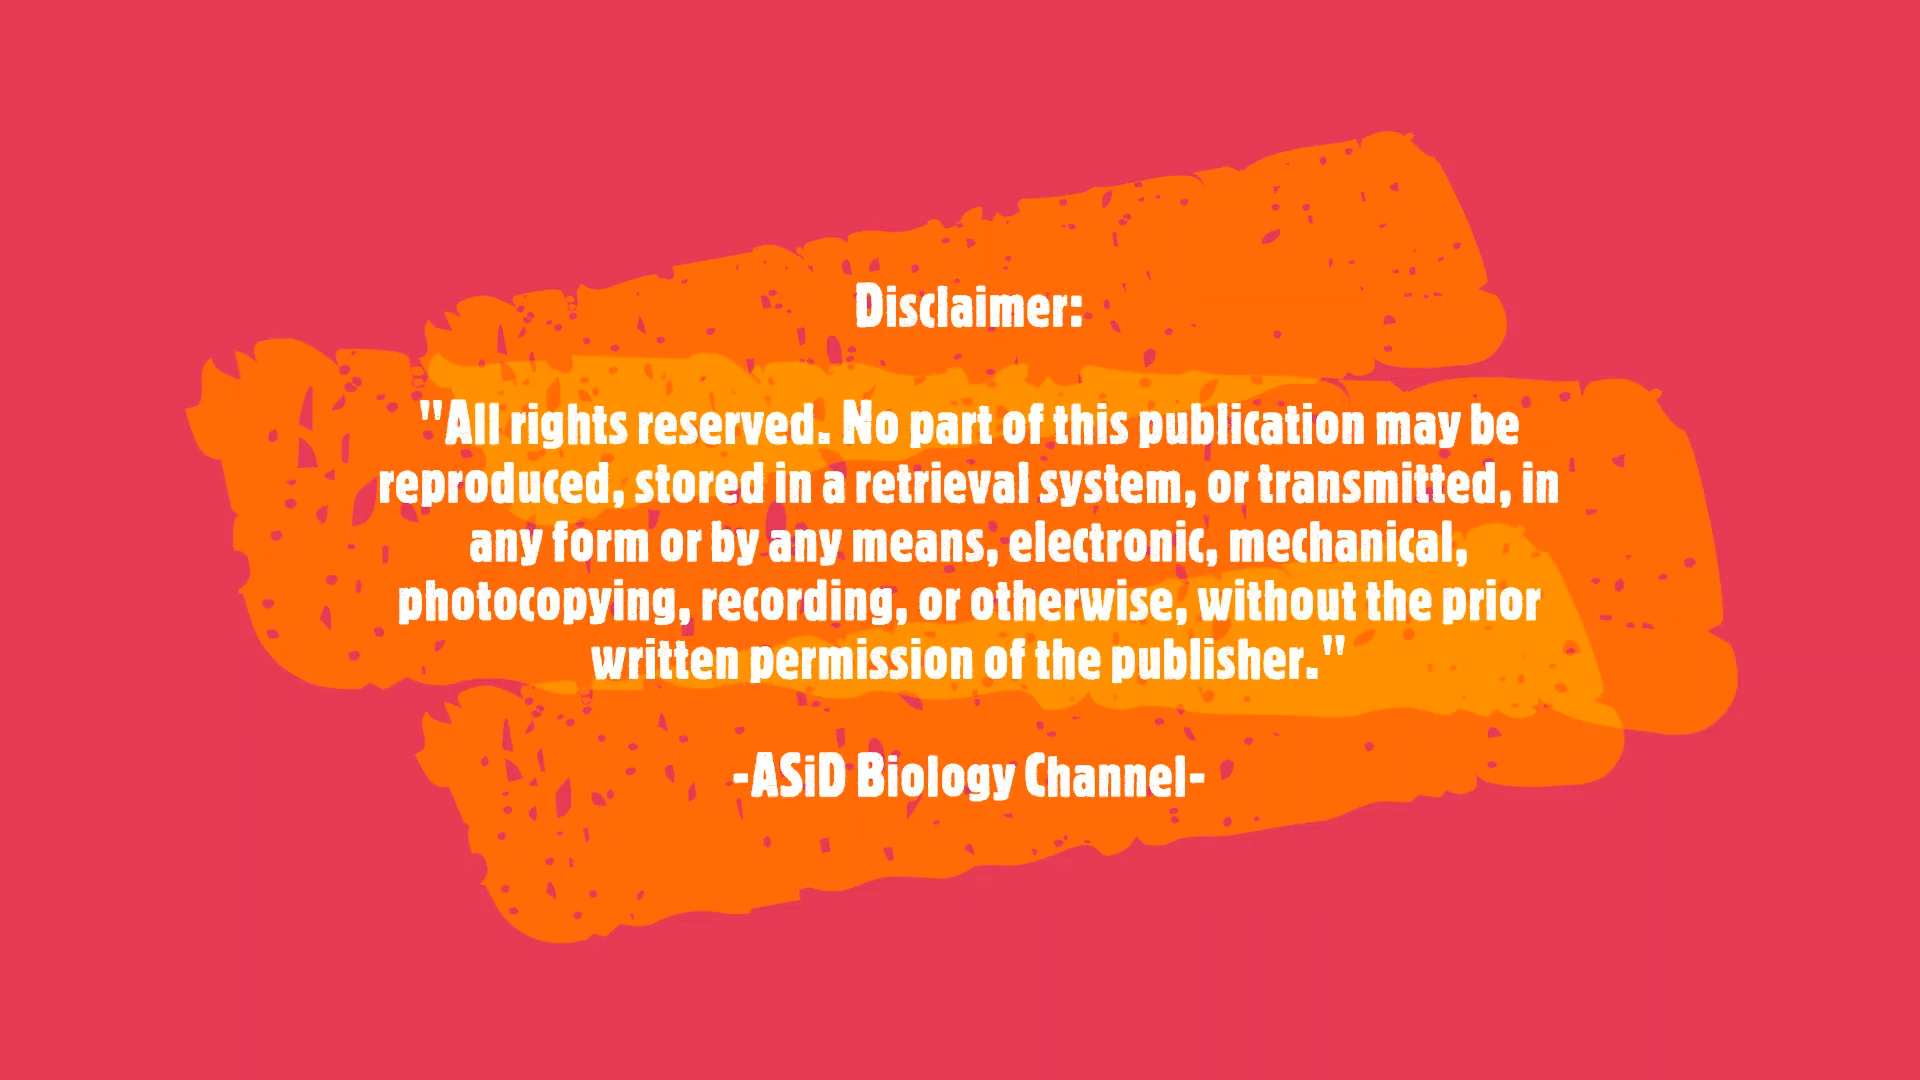 Disclaimer:
"All rights reserved. No part of this publication may be
reproduced, stored in a retrieval system, or transmitted, in
any form or by any means, electronic, mechanical,
photocopying, recording, or otherwise, without the prior
written permission of the publisher."
-ASiD Biology Channel-